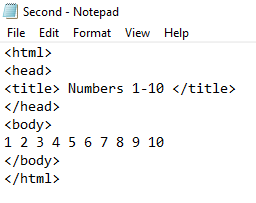 Second - Notepad
File Edit Format View Help
<html>
<head>
<title> Numbers 1-10 </title>
</head>
<body>
1 2 3 4 5 6 7 8 9 10
</body>
</html>